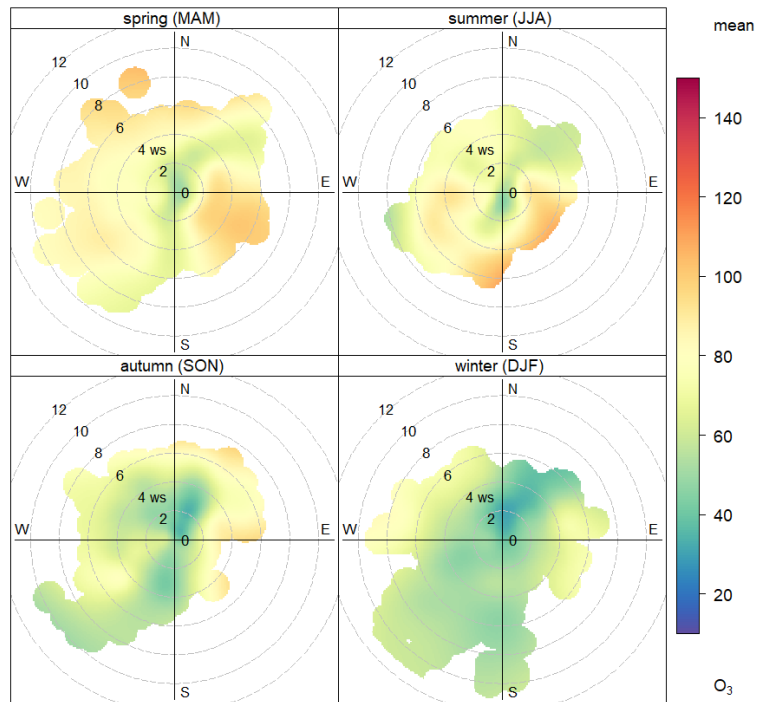 spring (MAM)
N
12
10
8
6
4 ws
2
0
W
E
S
summer (JJA)
N
12
10
8
6
4 ws
2
0
W
E
S
autumn (SON)
N
12
10
8
6
4 ws
2
0
W
E
S
winter (DJF)
N
12
10
8
6
4 ws
2
0
W
E
S
mean
140
120
100
80
60
40
20
O₃